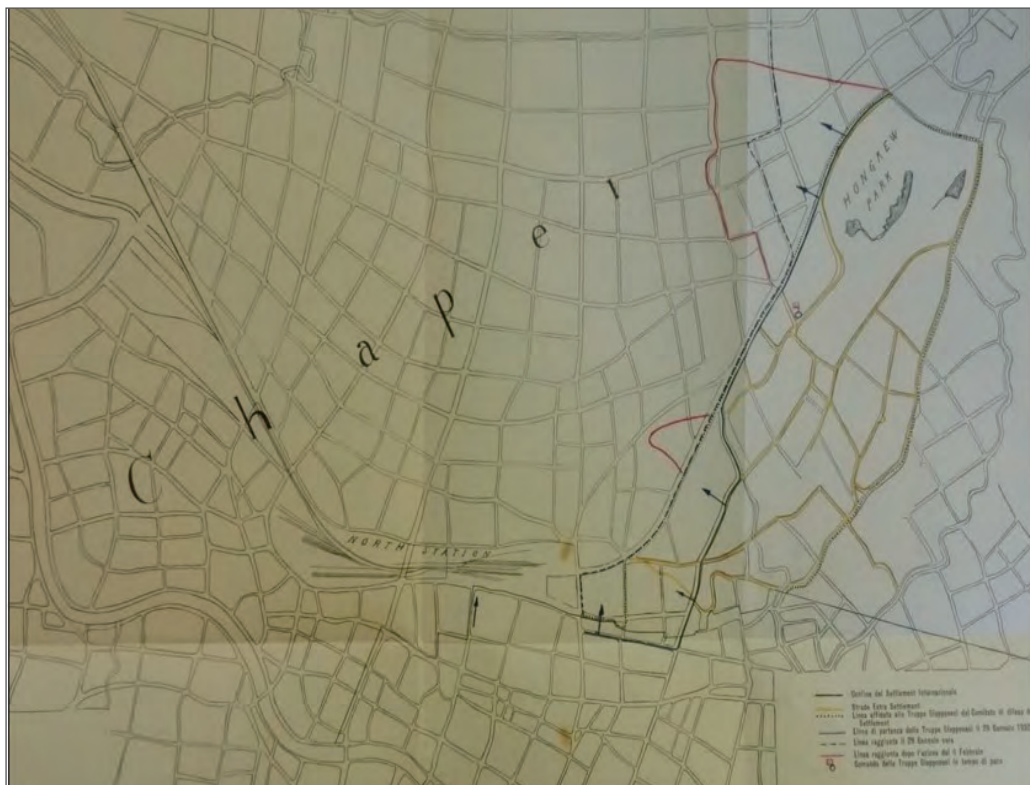 Chapei
HONGKEW
PARK
NORTH STATION
Confine del Settlement Internazionale
Strade Extra Settlement
Linea affidata alle Truppe Giapponesi dal Comitato di difesa del
Settlement
Linea di partenza delle Truppe Giapponesi il 28 Gennaio 1932
Linea raggiunta il 29 Gennaio sera
Linea raggiunta dopo l'azione del 4 Febbraio
Comando delle Truppe Giapponesi in tempo di pace